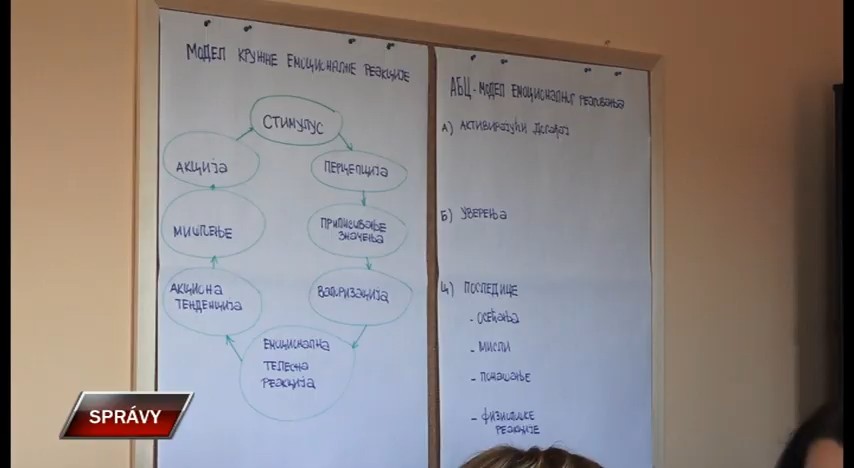 МОДЕЛ КРУЖНЕ ЕМОЦИОНАЛНЕ РЕАКЦИЈЕ
СТИМУЛУС
ПЕРЦЕПЦИЈА
ПРИПИСИВАЊЕ
ЗНАЧЕЊА
ВАЛОРИЗАЦИЈА
ЕМОЦИОНАЛНА
ТЕЛЕСНА
РЕАКЦИЈА
АКЦИОНА
ТЕНДЕНЦИЈА
МИШЉЕЊЕ
АКЦИЈА
АБЦ - МОДЕЛ ЕМОЦИОНАЛНОГ РЕАГОВАЊА
А) АКТИВИРАЈУЋИ ДОГАЂАЈ
Б) УВЕРЕЊА
Ц) ПОСЛЕДИЦЕ
- ОСЕЋАЊА
- МИСЛИ
- ПОНАШАЊЕ
- ФИЗИОЛОШКЕ
РЕАКЦИЈЕ
SPRÁVY